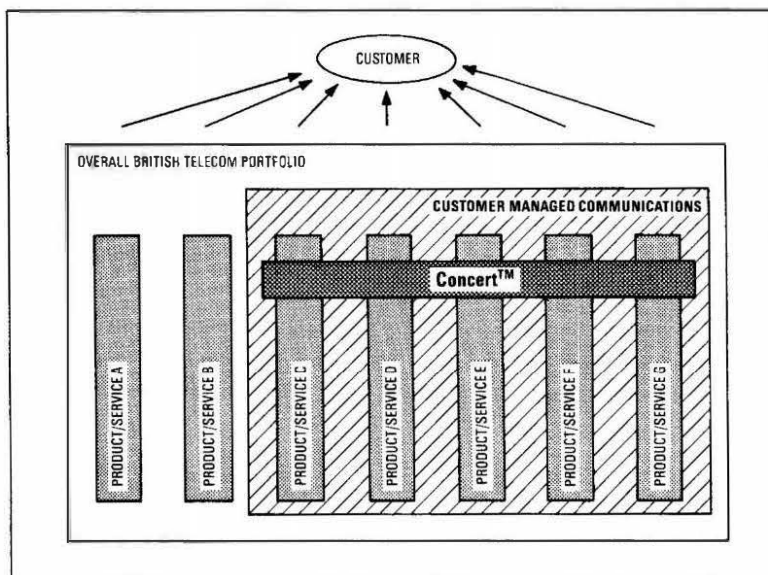 CUSTOMER
OVERALL BRITISH TELECOM PORTFOLIO
CUSTOMER MANAGED COMMUNICATIONS
Concert™
PRODUCT/SERVICE A
PRODUCT/SERVICE B
PRODUCT/SERVICE C
PRODUCT/SERVICE D
PRODUCT/SERVICE E
PRODUCT/SERVICE F
PRODUCT/SERVICE G